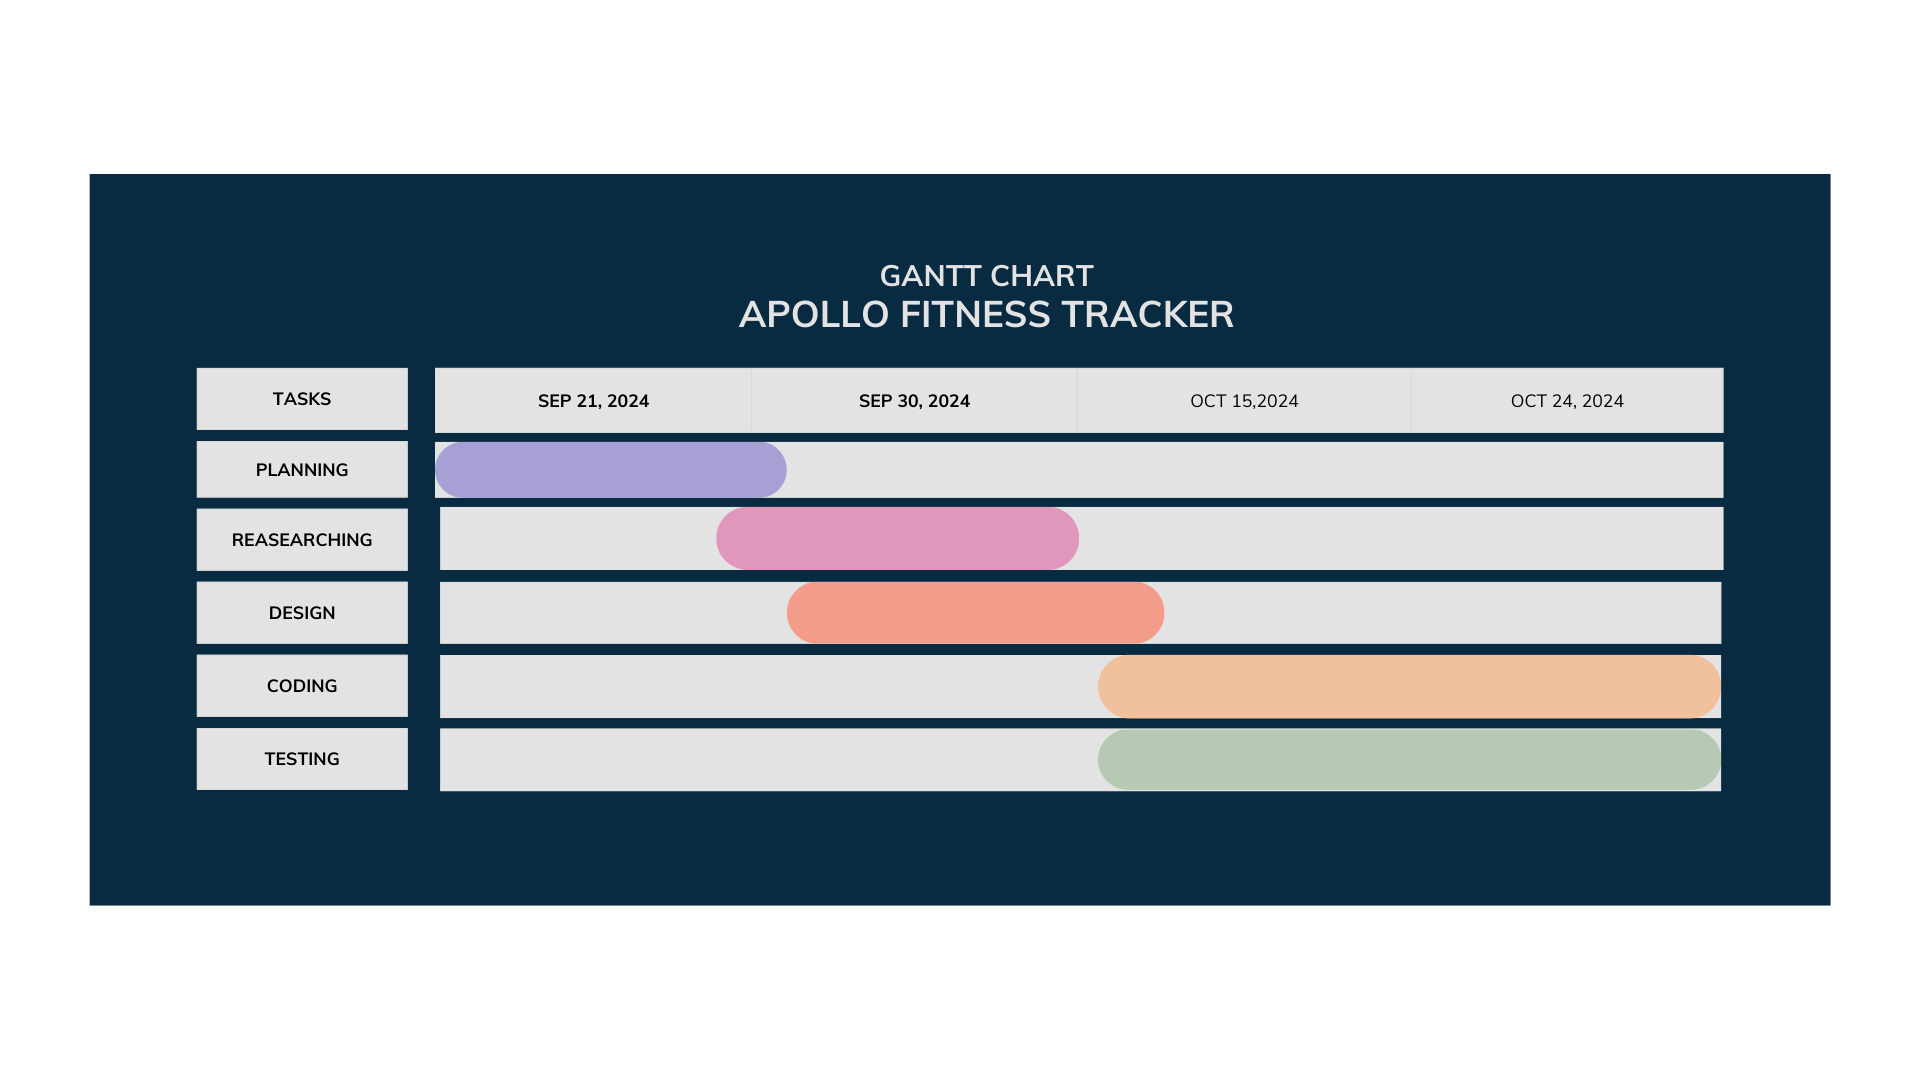 GANTT CHART
APOLLO FITNESS TRACKER
TASKS
SEP 21, 2024
SEP 30, 2024
OCT 15,2024
OCT 24, 2024
PLANNING
REASEARCHING
DESIGN
CODING
TESTING